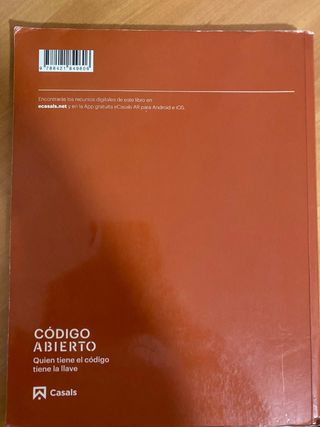 Encontrarás los recursos digitales de este libro en
ecasals.net y en la App gratuita eCasals AR para Android e iOS.
CÓDIGO
ABIERTO
Quien tiene el código
tiene la llave
Casals